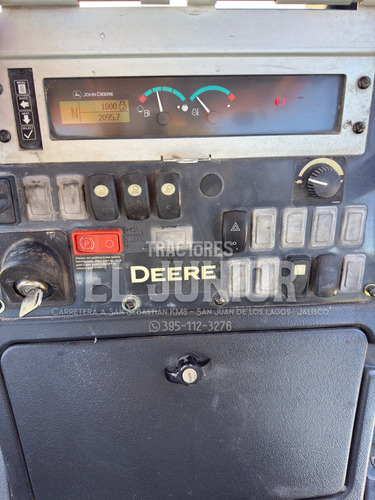 JOHN DEERE
N 1000
2095.7
TRACTORES
DEERE
EL JUNIOR
CARRETERA A SAN SEBASTIÁN KM8 - SAN JUAN DE LOS LAGOS - JALISCO
395-112-3276